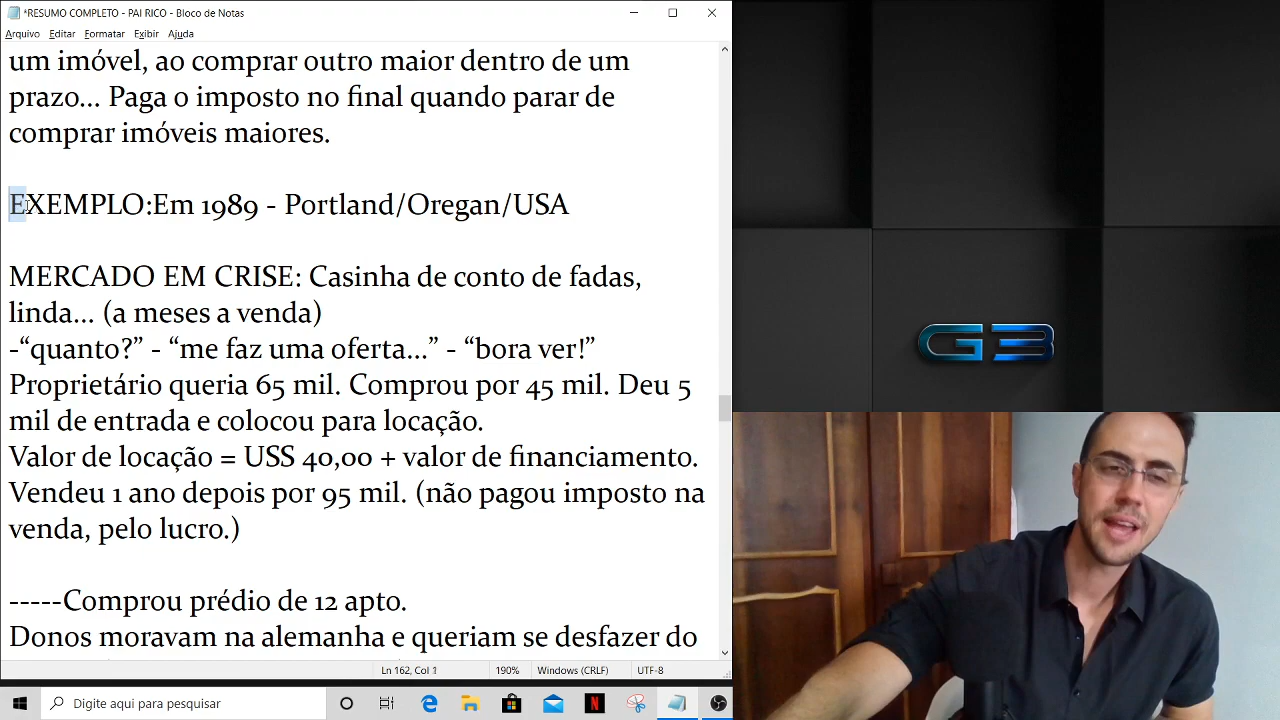 *RESUMO COMPLETO - PAI RICO - Bloco de Notas
Arquivo Editar Formatar Exibir Ajuda
um imóvel, ao comprar outro maior dentro de um
prazo... Paga o imposto no final quando parar de
comprar imóveis maiores.
EXEMPLO:Em 1989 - Portland/Oregan/USA
MERCADO EM CRISE: Casinha de conto de fadas,
linda... (a meses a venda)
-“quanto?” - “me faz uma oferta...” - “bora ver!”
Proprietário queria 65 mil. Comprou por 45 mil. Deu 5
mil de entrada e colocou para locação.
Valor de locação = USS 40,00 + valor de financiamento.
Vendeu 1 ano depois por 95 mil. (não pagou imposto na
venda, pelo lucro.)
-----Comprou prédio de 12 apto.
Donos moravam na alemanha e queriam se desfazer do
Ln 162, Col 1 190% Windows (CRLF) UTF-8
Digite aqui para pesquisar
G3